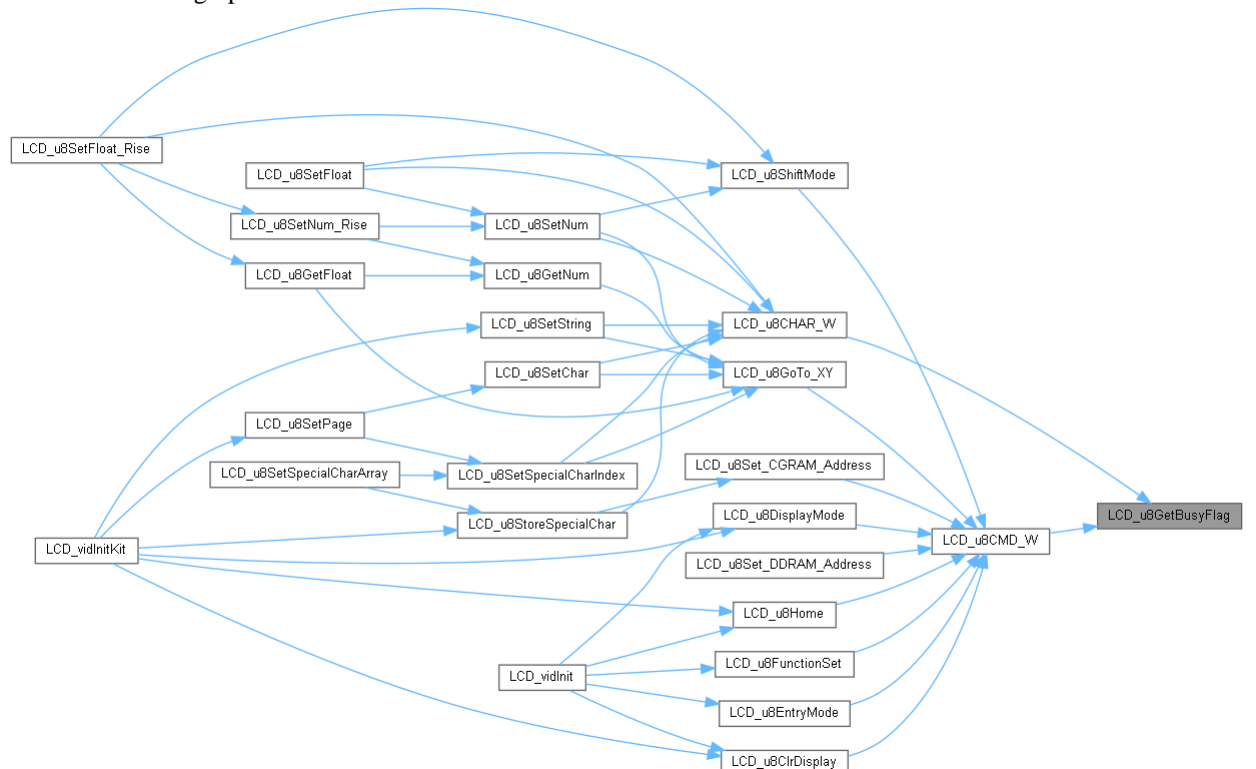 LCD_u8SetFloat_Rise
LCD_u8SetFloat
LCD_u8ShiftMode
LCD_u8SetNum_Rise
LCD_u8SetNum
LCD_u8GetFloat
LCD_u8GetNum
LCD_u8SetString
LCD_u8CHAR_W
LCD_u8SetChar
LCD_u8GoTo_XY
LCD_u8SetPage
LCD_u8SetSpecialCharArray
LCD_u8SetSpecialCharIndex
LCD_u8Set_CGRAM_Address
LCD_u8StoreSpecialChar
LCD_u8DisplayMode
LCD_u8GetBusyFlag
LCD_vidInitKit
LCD_u8CMD_W
LCD_u8Set_DDRAM_Address
LCD_u8Home
LCD_u8FunctionSet
LCD_vidInit
LCD_u8EntryMode
LCD_u8ClrDisplay